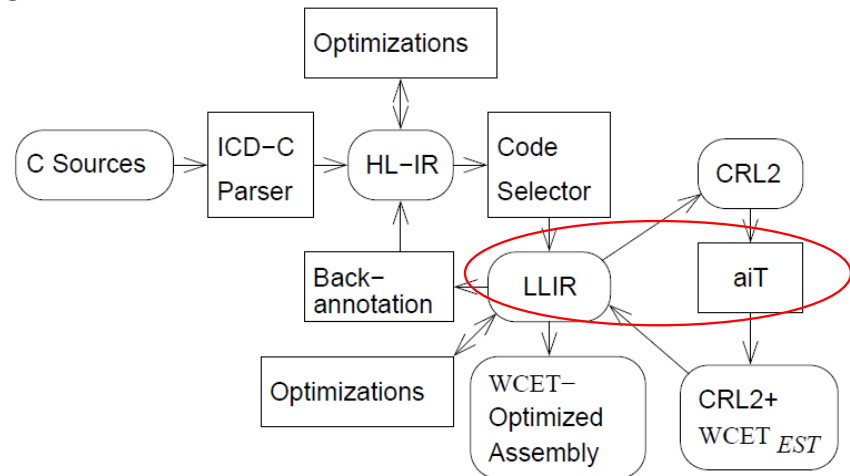 Optimizations
C Sources
ICD–C
Parser
HL–IR
Code
Selector
CRL2
Back–
annotation
LLIR
aiT
Optimizations
WCET–
Optimized
Assembly
CRL2+
WCET EST